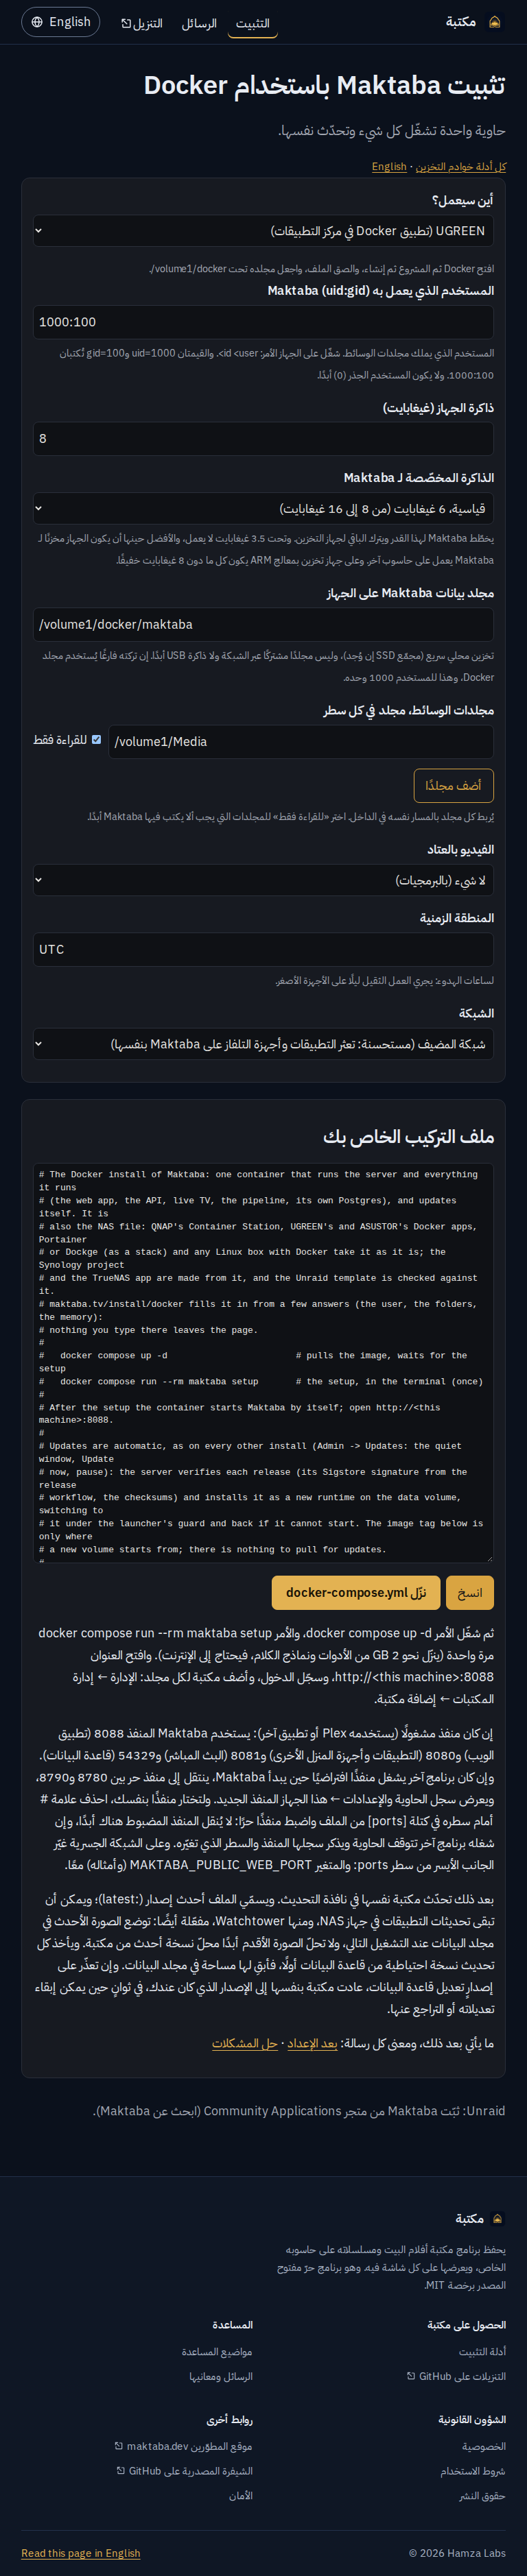 مكتبة
التثبيت
الرسائل
التنزيل
English
تثبيت Maktaba باستخدام Docker
حاوية واحدة تشغّل كل شيء وتحدّث نفسها.
كل أدلة خوادم التخزين · English
أين سيعمل؟
UGREEN (تطبيق Docker في مركز التطبيقات)
افتح Docker ثم المشروع ثم إنشاء، والصق الملف، واجعل مجلده تحت /volume1/docker.
المستخدم الذي يعمل به Maktaba (uid:gid)
1000:100
المستخدم الذي يملك مجلدات الوسائط. شغّل على الجهاز الأمر: id <user>. والقيمتان uid=1000 وgid=100 تُكتبان
1000:100. ولا يكون المستخدم الجذر (0) أبدًا.
ذاكرة الجهاز (غيغابايت)
8
الذاكرة المخصّصة لـ Maktaba
قياسية، 6 غيغابايت (من 8 إلى 16 غيغابايت)
يخطّط Maktaba لهذا القدر ويترك الباقي لجهاز التخزين. وتحت 3.5 غيغابايت لا يعمل، والأفضل حينها أن يكون الجهاز مخزنًا لـ
Maktaba يعمل على حاسوب آخر. وعلى جهاز تخزين بمعالج ARM يكون كل ما دون 8 غيغابايت خفيفًا.
مجلد بيانات Maktaba على الجهاز
/volume1/docker/maktaba
تخزين محلي سريع (مجمّع SSD إن وُجد)، وليس مجلدًا مشتركًا عبر الشبكة ولا ذاكرة USB أبدًا. إن تركته فارغًا يُستخدم مجلد
Docker، وهذا للمستخدم 1000 وحده.
مجلدات الوسائط، مجلد في كل سطر
/volume1/Media
للقراءة فقط
أضف مجلدًا
يُربط كل مجلد بالمسار نفسه في الداخل. اختر «للقراءة فقط» للمجلدات التي يجب ألا يكتب فيها Maktaba أبدًا.
الفيديو بالعتاد
لا شيء (بالبرمجيات)
المنطقة الزمنية
UTC
لساعات الهدوء: يجري العمل الثقيل ليلًا على الأجهزة الأصغر.
الشبكة
شبكة المضيف (مستحسنة: تعثر التطبيقات وأجهزة التلفاز على Maktaba بنفسها)
ملف التركيب الخاص بك
# The Docker install of Maktaba: one container that runs the server and everything
it runs
# (the web app, the API, live TV, the pipeline, its own Postgres), and updates
itself. It is
# also the NAS file: QNAP's Container Station, UGREEN's and ASUSTOR's Docker apps,
Portainer
# or Dockge (as a stack) and any Linux box with Docker take it as it is; the
Synology project
# and the TrueNAS app are made from it, and the Unraid template is checked against
it.
# maktaba.tv/install/docker fills it in from a few answers (the user, the folders,
the memory):
# nothing you type there leaves the page.
#
#   docker compose up -d                        # pulls the image, waits for the
setup
#   docker compose run --rm maktaba setup       # the setup, in the terminal (once)
#
# After the setup the container starts Maktaba by itself; open http://<this
machine>:8088.
#
# Updates are automatic, as on every other install (Admin -> Updates: the quiet
window, Update
# now, pause): the server verifies each release (its Sigstore signature from the
release
# workflow, the checksums) and installs it as a new runtime on the data volume,
switching to
# it under the launcher's guard and back if it cannot start. The image tag below is
only where
# a new volume starts from; there is nothing to pull for updates.
#
انسخ
نزّل docker-compose.yml
ثم شغّل الأمر docker compose up -d، والأمر docker compose run --rm maktaba setup
مرة واحدة (ينزّل نحو 2 GB من الأدوات ونماذج الكلام، فيحتاج إلى الإنترنت). وافتح العنوان
http://<this machine>:8088، وسجّل الدخول، وأضف مكتبة لكل مجلد: الإدارة ← إدارة
المكتبات ← إضافة مكتبة.
إن كان منفذ مشغولًا (يستخدمه Plex أو تطبيق آخر): يستخدم Maktaba المنفذ 8088 (تطبيق
الويب) و8080 (التطبيقات وأجهزة المنزل الأخرى) و8081 (البث المباشر) و54329 (قاعدة البيانات).
وإن كان برنامج آخر يشغل منفذًا افتراضيًا حين يبدأ Maktaba، ينتقل إلى منفذ حر بين 8780 و8790،
ويعرض سجل الحاوية والإعدادات ← هذا الجهاز المنفذ الجديد. ولتختار منفذًا بنفسك، احذف علامة #
أمام سطره في كتلة [ports] من الملف واضبط منفذًا حرًا: لا يُنقل المنفذ المضبوط هناك أبدًا، وإن
شغله برنامج آخر تتوقف الحاوية ويذكر سجلها المنفذ والسطر الذي تغيّره. وعلى الشبكة الجسرية غيّر
الجانب الأيسر من سطر ports: والمتغير MAKTABA_PUBLIC_WEB_PORT (وأمثاله) معًا.
بعد ذلك تحدّث مكتبة نفسها في نافذة التحديث. ويسمّي الملف أحدث إصدار (:latest)؛ ويمكن أن
تبقى تحديثات التطبيقات في جهاز NAS، ومنها Watchtower، مفعّلة أيضًا: توضع الصورة الأحدث في
مجلد البيانات عند التشغيل التالي، ولا تحلّ الصورة الأقدم أبدًا محلّ نسخة أحدث من مكتبة. ويأخذ كل
تحديث نسخة احتياطية من قاعدة البيانات أولًا، فأبقِ لها مساحة في مجلد البيانات. وإن تعذّر على
إصدارٍ تعديل قاعدة البيانات، عادت مكتبة بنفسها إلى الإصدار الذي كان عندك، في ثوانٍ حين يمكن إبقاء
تعديلاته أو التراجع عنها.
ما يأتي بعد ذلك، ومعنى كل رسالة: بعد الإعداد · حل المشكلات
Unraid: ثبّت Maktaba من متجر Community Applications (ابحث عن Maktaba).
مكتبة
يحفظ برنامج مكتبة أفلام البيت ومسلسلاته على حاسوبه
الخاص، ويعرضها على كل شاشة فيه. وهو برنامج حرّ مفتوح
المصدر برخصة MIT.
الحصول على مكتبة
أدلة التثبيت
التنزيلات على GitHub
المساعدة
مواضيع المساعدة
الرسائل ومعانيها
الشؤون القانونية
الخصوصية
شروط الاستخدام
حقوق النشر
روابط أخرى
موقع المطوّرين maktaba.dev
الشيفرة المصدرية على GitHub
الأمان
© 2026 Hamza Labs
Read this page in English